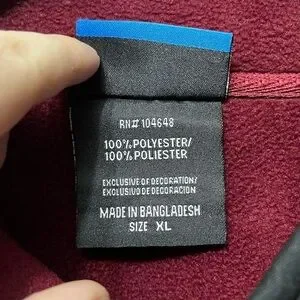 RN# 104648
100% POLYESTER/
100% POLIESTER
EXCLUSIVE OF DECORATION/
EXCLUSIVO DE DECORACION
MADE IN BANGLADESH
SIZE XL